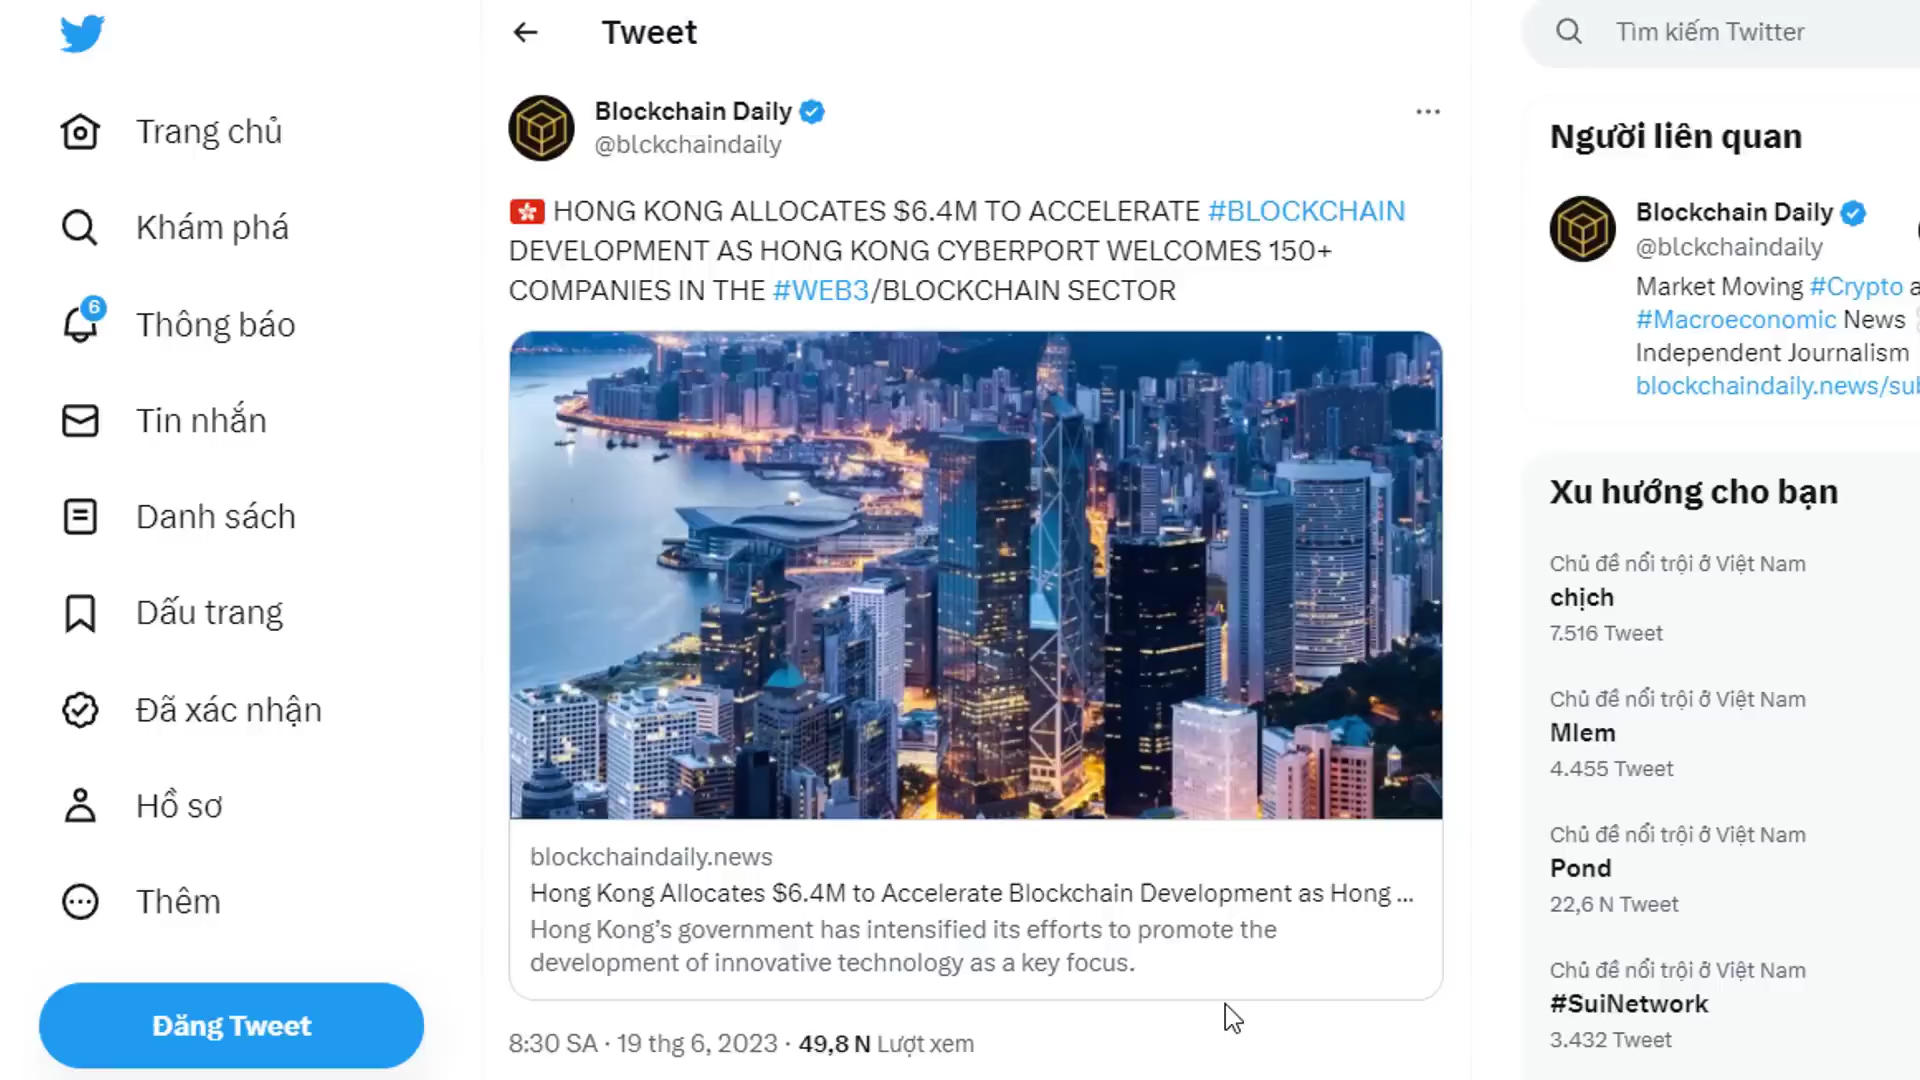 Trang chủ
Khám phá
6
Thông báo
Tin nhắn
Danh sách
Dấu trang
Đã xác nhận
Hồ sơ
Thêm
Đăng Tweet
Tweet
Blockchain Daily
@blckchaindaily
HONG KONG ALLOCATES $6.4M TO ACCELERATE #BLOCKCHAIN
DEVELOPMENT AS HONG KONG CYBERPORT WELCOMES 150+
COMPANIES IN THE #WEB3/BLOCKCHAIN SECTOR
blockchaindaily.news
Hong Kong Allocates $6.4M to Accelerate Blockchain Development as Hong ...
Hong Kong's government has intensified its efforts to promote the
development of innovative technology as a key focus.
8:30 SA · 19 thg 6, 2023 · 49,8 N Lượt xem
Tìm kiếm Twitter
Người liên quan
Blockchain Daily
@blckchaindaily
Market Moving #Crypto a
#Macroeconomic News
Independent Journalism
blockchaindaily.news/sub
Xu hướng cho bạn
Chủ đề nổi trội ở Việt Nam
chịch
7.516 Tweet
Chủ đề nổi trội ở Việt Nam
Mlem
4.455 Tweet
Chủ đề nổi trội ở Việt Nam
Pond
22,6 N Tweet
Chủ đề nổi trội ở Việt Nam
#SuiNetwork
3.432 Tweet